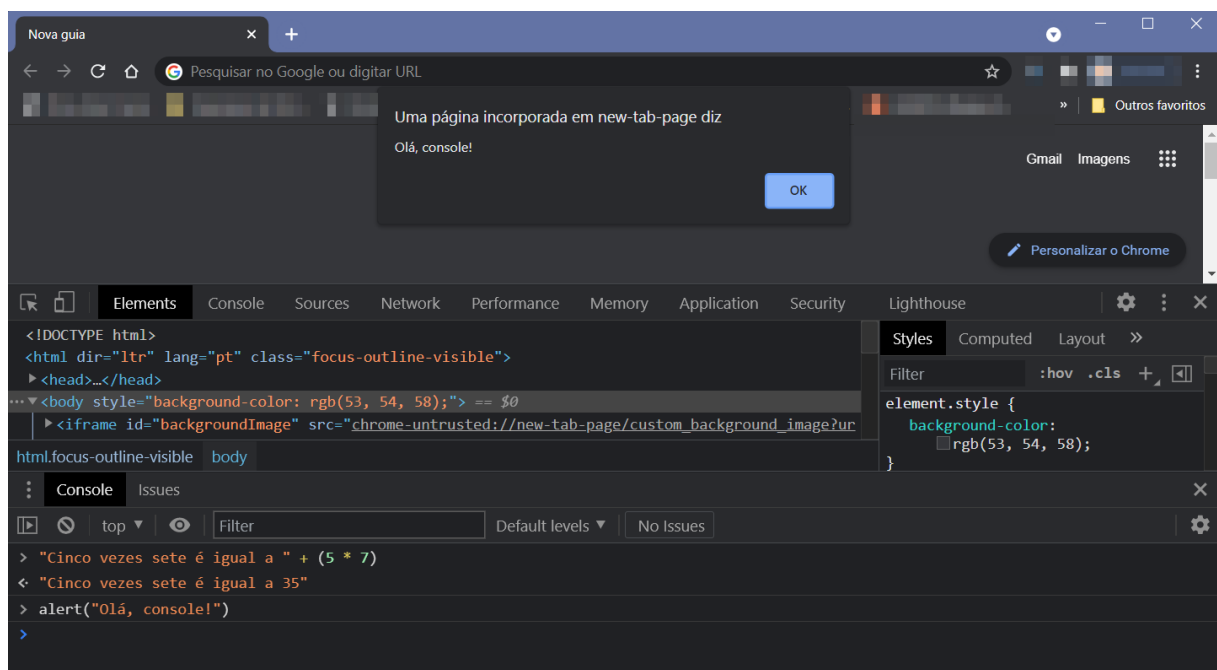 Nova guia
Pesquisar no Google ou digitar URL
Outros favoritos
Uma página incorporada em new-tab-page diz
Olá, console!
OK
Gmail Imagens
Personalizar o Chrome
Elements Console Sources Network Performance Memory Application Security Lighthouse
<!DOCTYPE html>
<html dir="ltr" lang="pt" class="focus-outline-visible">
<head>…</head>
<body style="background-color: rgb(53, 54, 58);"> == $0
<iframe id="backgroundImage" src="chrome-untrusted://new-tab-page/custom_background_image?ur
html.focus-outline-visible body
Styles Computed Layout
Filter :hov .cls
element.style {
background-color:
rgb(53, 54, 58);
}
Console Issues
top Filter Default levels No Issues
> "Cinco vezes sete é igual a " + (5 * 7)
"Cinco vezes sete é igual a 35"
> alert("Olá, console!")
>